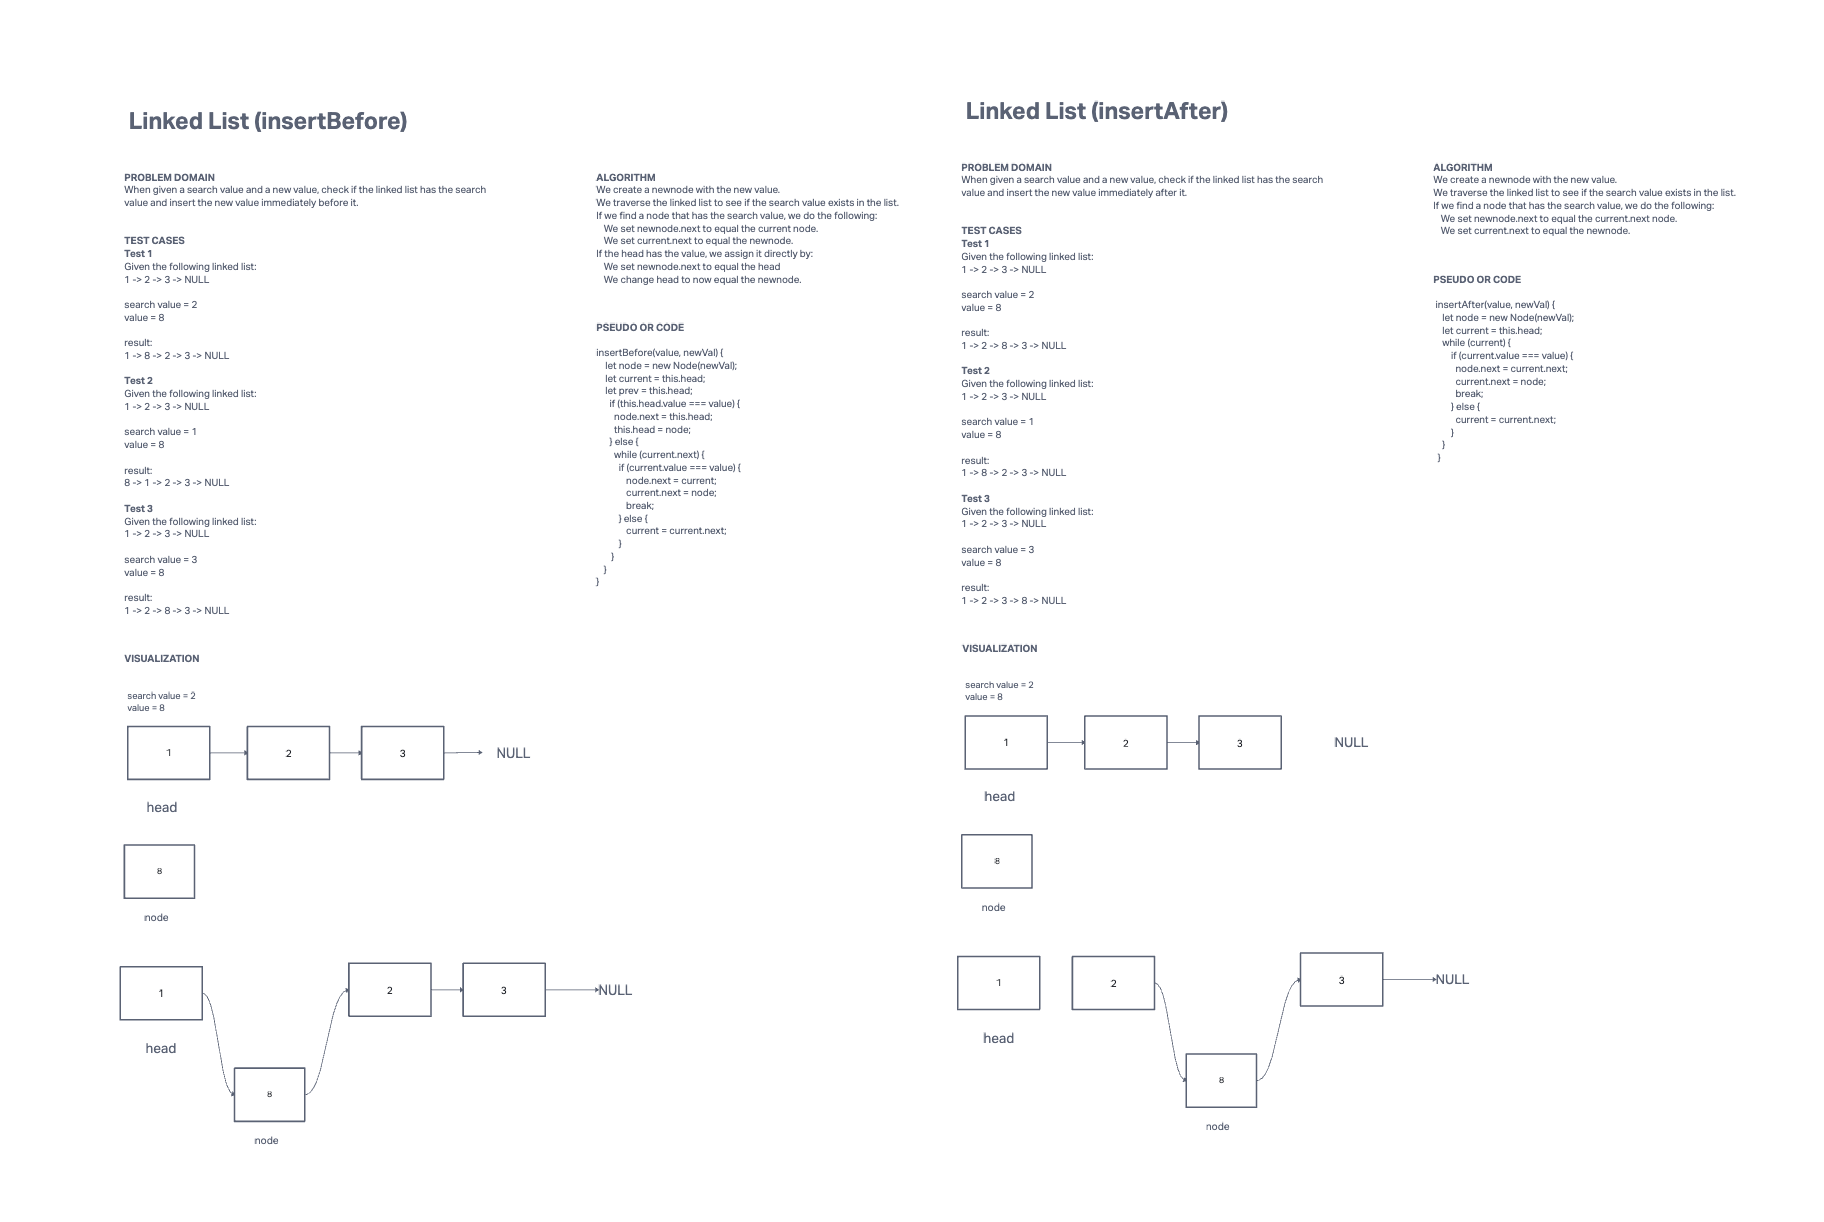 Linked List (insertBefore)
PROBLEM DOMAIN
When given a search value and a new value, check if the linked list has the search
value and insert the new value immediately before it.
TEST CASES
Test 1
Given the following linked list:
1 -> 2 -> 3 -> NULL
search value = 2
value = 8
result:
1 -> 8 -> 2 -> 3 -> NULL
Test 2
Given the following linked list:
1 -> 2 -> 3 -> NULL
search value = 1
value = 8
result:
8 -> 1 -> 2 -> 3 -> NULL
Test 3
Given the following linked list:
1 -> 2 -> 3 -> NULL
search value = 3
value = 8
result:
1 -> 2 -> 8 -> 3 -> NULL
ALGORITHM
We create a newnode with the new value.
We traverse the linked list to see if the search value exists in the list.
If we find a node that has the search value, we do the following:
We set newnode.next to equal the current node.
We set current.next to equal the newnode.
If the head has the value, we assign it directly by:
We set newnode.next to equal the head
We change head to now equal the newnode.
PSEUDO OR CODE
insertBefore(value, newVal) {
let node = new Node(newVal);
let current = this.head;
let prev = this.head;
if (this.head.value === value) {
node.next = this.head;
this.head = node;
} else {
while (current.next) {
if (current.value === value) {
node.next = current;
current.next = node;
break;
} else {
current = current.next;
}
}
}
}
VISUALIZATION
search value = 2
value = 8
1
2
3
NULL
head
8
node
1
2
3
NULL
head
8
node
Linked List (insertAfter)
PROBLEM DOMAIN
When given a search value and a new value, check if the linked list has the search
value and insert the new value immediately after it.
TEST CASES
Test 1
Given the following linked list:
1 -> 2 -> 3 -> NULL
search value = 2
value = 8
result:
1 -> 2 -> 8 -> 3 -> NULL
Test 2
Given the following linked list:
1 -> 2 -> 3 -> NULL
search value = 1
value = 8
result:
1 -> 8 -> 2 -> 3 -> NULL
Test 3
Given the following linked list:
1 -> 2 -> 3 -> NULL
search value = 3
value = 8
result:
1 -> 2 -> 3 -> 8 -> NULL
ALGORITHM
We create a newnode with the new value.
We traverse the linked list to see if the search value exists in the list.
If we find a node that has the search value, we do the following:
We set newnode.next to equal the current.next node.
We set current.next to equal the newnode.
PSEUDO OR CODE
insertAfter(value, newVal) {
let node = new Node(newVal);
let current = this.head;
while (current) {
if (current.value === value) {
node.next = current.next;
current.next = node;
break;
} else {
current = current.next;
}
}
}
VISUALIZATION
search value = 2
value = 8
1
2
3
NULL
head
8
node
1
2
3
NULL
head
8
node